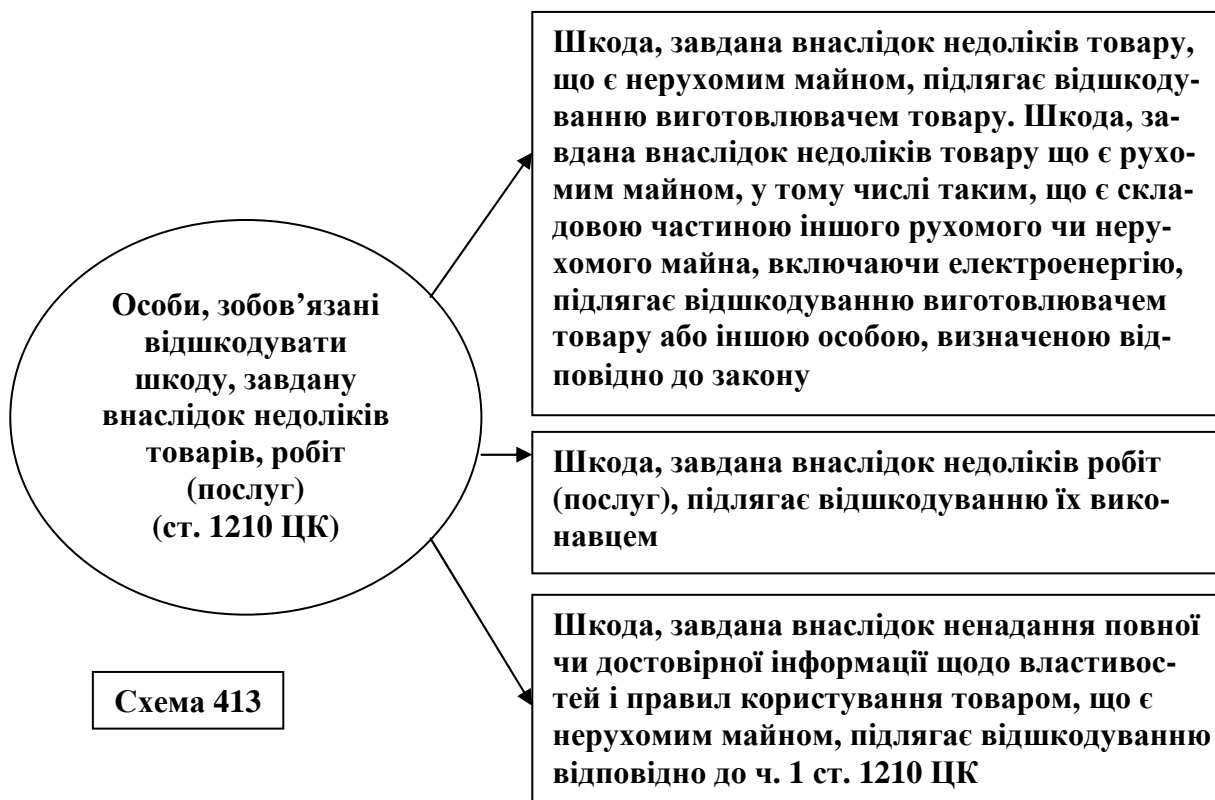 Шкода, завдана внаслідок недоліків товару,
що є нерухомим майном, підлягає відшкоду-
ванню виготовлювачем товару. Шкода, за-
вдана внаслідок недоліків товару що є рухо-
мим майном, у тому числі таким, що є скла-
довою частиною іншого рухомого чи неру-
хомого майна, включаючи електроенергію,
підлягає відшкодуванню виготовлювачем
товару або іншою особою, визначеною від-
повідно до закону
Особи, зобов’язані
відшкодувати
шкоду, завдану
внаслідок недоліків
товарів, робіт
(послуг)
(ст. 1210 ЦК)
Шкода, завдана внаслідок недоліків робіт
(послуг), підлягає відшкодуванню їх вико-
навцем
Шкода, завдана внаслідок ненадання повної
чи достовірної інформації щодо властивос-
тей і правил користування товаром, що є
нерухомим майном, підлягає відшкодуванню
відповідно до ч. 1 ст. 1210 ЦК
Схема 413